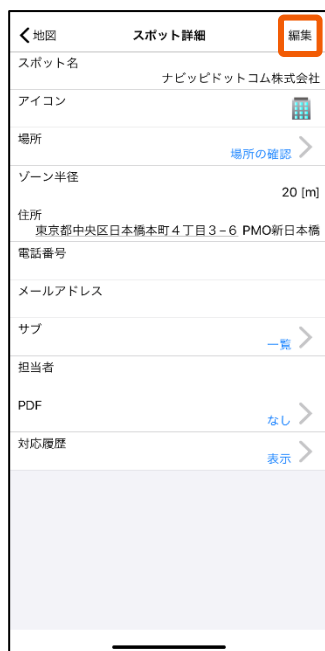 地図 スポット詳細 編集
スポット名
ナビッピドットコム株式会社
アイコン
場所
場所の確認
ゾーン半径
20 [m]
住所
東京都中央区日本橋本町４丁目３−６ PMO新日本橋
電話番号
メールアドレス
サブ
一覧
担当者
PDF
なし
対応履歴
表示